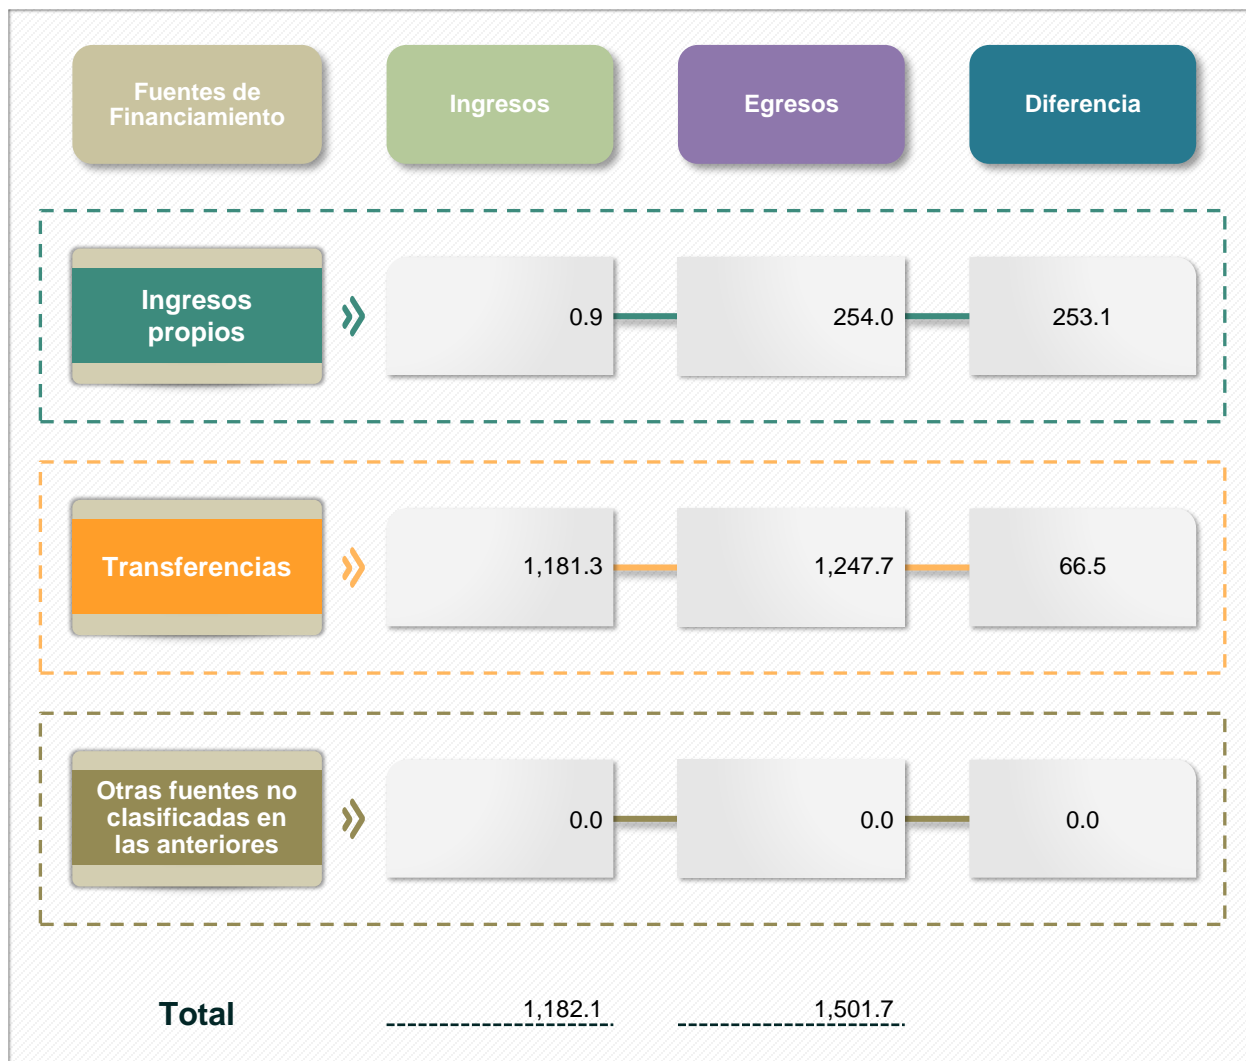 Fuentes de
Financiamiento
Ingresos
Egresos
Diferencia
Ingresos
propios
0.9
254.0
253.1
Transferencias
1,181.3
1,247.7
66.5
Otras fuentes no
clasificadas en
las anteriores
0.0
0.0
0.0
Total
1,182.1
1,501.7